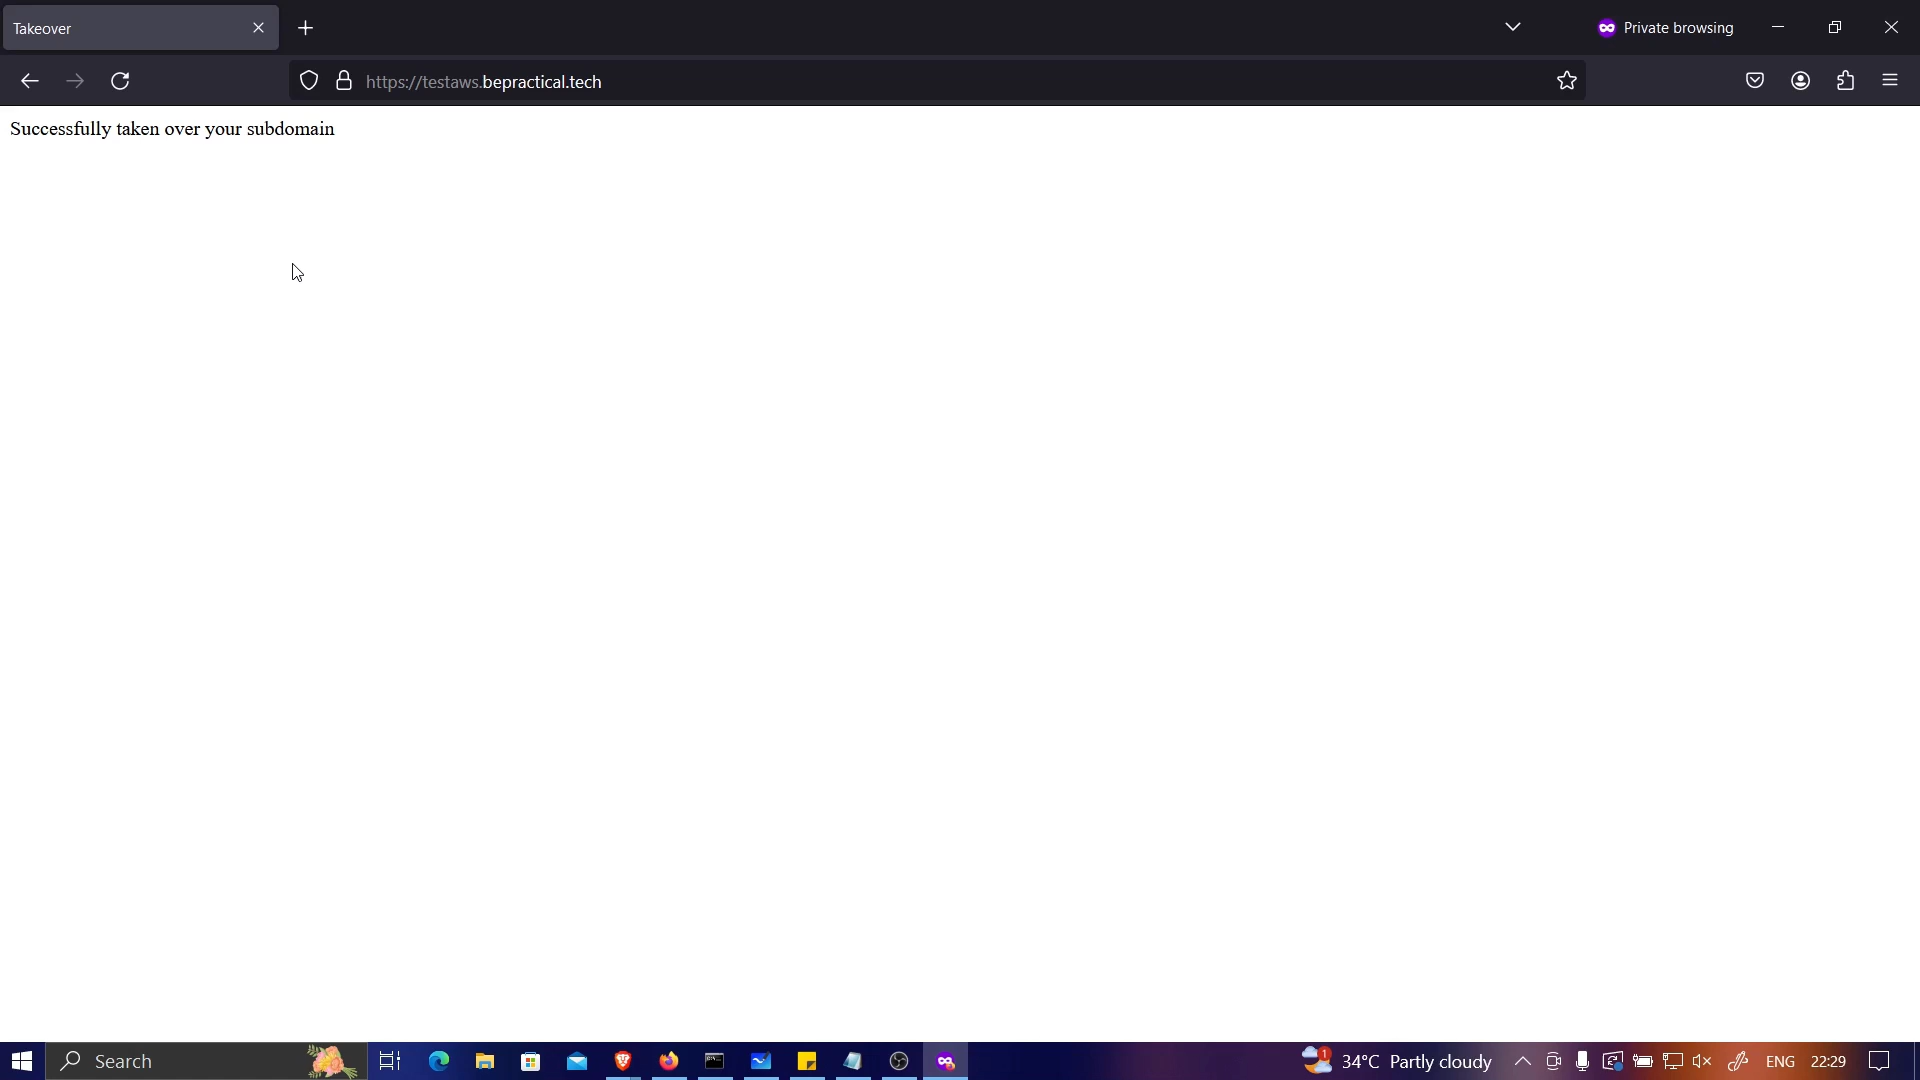 Takeover
Private browsing
https://testaws.bepractical.tech
Successfully taken over your subdomain
Search
1
34°C Partly cloudy
ENG
22:29